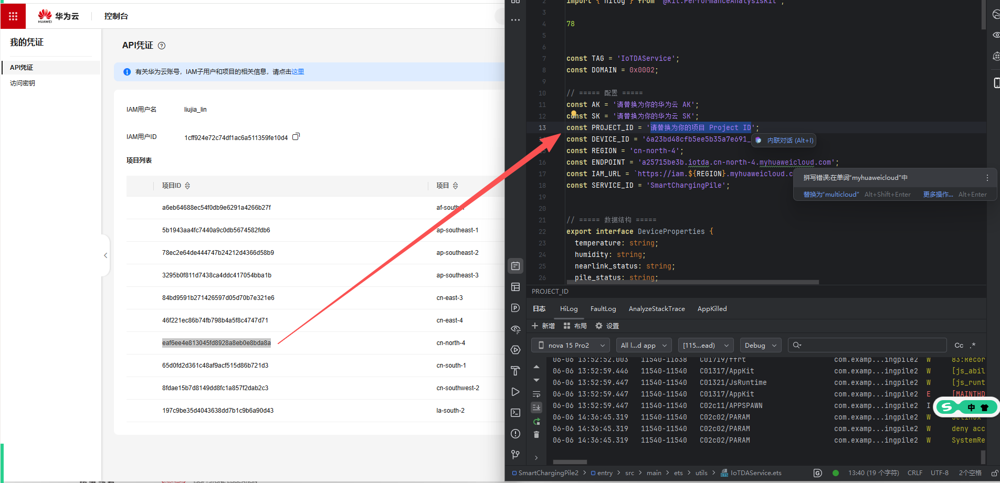 HUAWEI
华为云
控制台
我的凭证
API凭证
访问密钥
API凭证
有关华为云账号，IAM子用户和项目的相关信息，请点击这里
IAM用户名
liujia_lin
IAM用户ID
1cff924e72c74df1ac6a511359fe10d4
项目列表
项目ID
项目
a6eb64688ec54f0db9e6291a4266b27f
5b1943aa4fc7440a9c0db5674582fdb6
ap-southeast-1
78ec2e64de444747b24212d4366d58b9
ap-southeast-2
3295b0f811d7438ca4ddc417054bba1b
ap-southeast-3
84bd9591b271426597d05d70b7e321e6
cn-east-3
46f221ec86b74fb798b4a5f8c4747d71
cn-east-4
eaf6ee4e813045fd8928a8eb0e8bda8a
cn-north-4
65d0fd2d361c48af9acf515d86b721d3
cn-south-1
8fdae15b7d8149dd8fc1a857f2dab2c3
cn-southwest-2
197c9be35d4043638dd7b1c9b6a90d43
la-south-2
2 import { hilog } from '@kit.PerformanceAnalysisKit';
3
4 78
5
6
7 const TAG = 'IoTDAService';
8 const DOMAIN = 0x0002;
9
10 // ===== 配置 =====
11 const AK = '请替换为你的华为云 AK';
12 const SK = '请替换为你的华为云 SK';
13 const PROJECT_ID = '请替换为你的项目 Project ID';
const DEVICE_ID = '6a23bd48cfb5ee5b35a7e691_
内联对话 (Alt+I)
const REGION = 'cn-north-4';
16 const ENDPOINT = 'a25715be3b.iotda.cn-north-4.myhuaweicloud.com';
17 const IAM_URL = `https://iam.${REGION}.myhuaweicloud.c
18 const SERVICE_ID = 'SmartChargingPile';
拼写错误:在单词“myhuaweicloud”中
替换为“multicloud” Alt+Shift+Enter 更多操作... Alt+Enter
19
20
21 // ===== 数据结构 =====
22 export interface DeviceProperties {
23 temperature: string;
24 humidity: string;
25 nearlink_status: string;
26 pile_status: string;
PROJECT_ID
日志 HiLog FaultLog AnalyzeStackTrace AppKilled
新增 布局 设置
nova 15 Pro2 All l...d app [115...ead) Debug Cc .*
06-06 13:52:52.003 11540-11638 C01719/ffrt com.examp...ingpile2 W 83:Recor
06-06 13:52:59.446 11540-11540 C01317/AppKit com.examp...ingpile2 W [js_abil
06-06 13:52:59.447 11540-11540 C01321/JsRuntime com.examp...ingpile2 W [js_runt
06-06 13:52:59.447 11540-11540 C01317/AppKit com.examp...ingpile2 E [MAINTHD
06-06 13:52:59.447 11540-11540 C02c11/APPSPAWN com.examp...ingpile2 I
06-06 14:36:45.319 11540-11540 C02c02/PARAM com.examp...ingpile2 W
06-06 14:36:45.319 11540-11540 C02c02/PARAM com.examp...ingpile2 W deny acc
06-06 14:36:45.319 11540-11540 C02c02/PARAM com.examp...ingpile2 W SystemRe
中
SmartChargingPile2 > entry > src > main > ets > utils > IoTDAService.ets
13:40 (19 个字符) CRLF UTF-8 2个空格